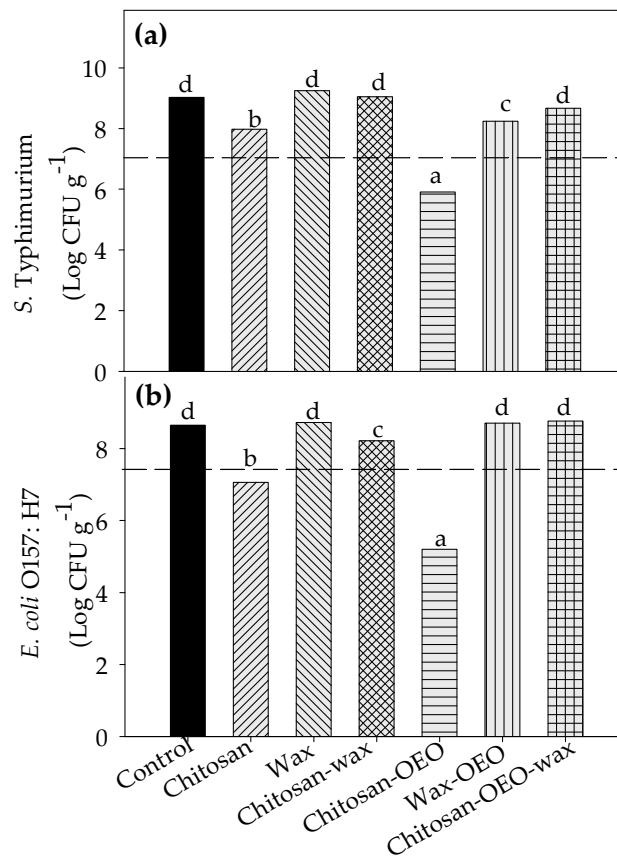 (a)
10
8
6
4
2
0
S. Typhimurium
(Log CFU g⁻¹)
d
b
d
d
a
c
d
(b)
8
6
4
2
0
E. coli O157: H7
(Log CFU g⁻¹)
d
b
d
c
a
d
d
Control
Chitosan
Wax
Chitosan-wax
Chitosan-OEO
Wax-OEO
Chitosan-OEO-wax